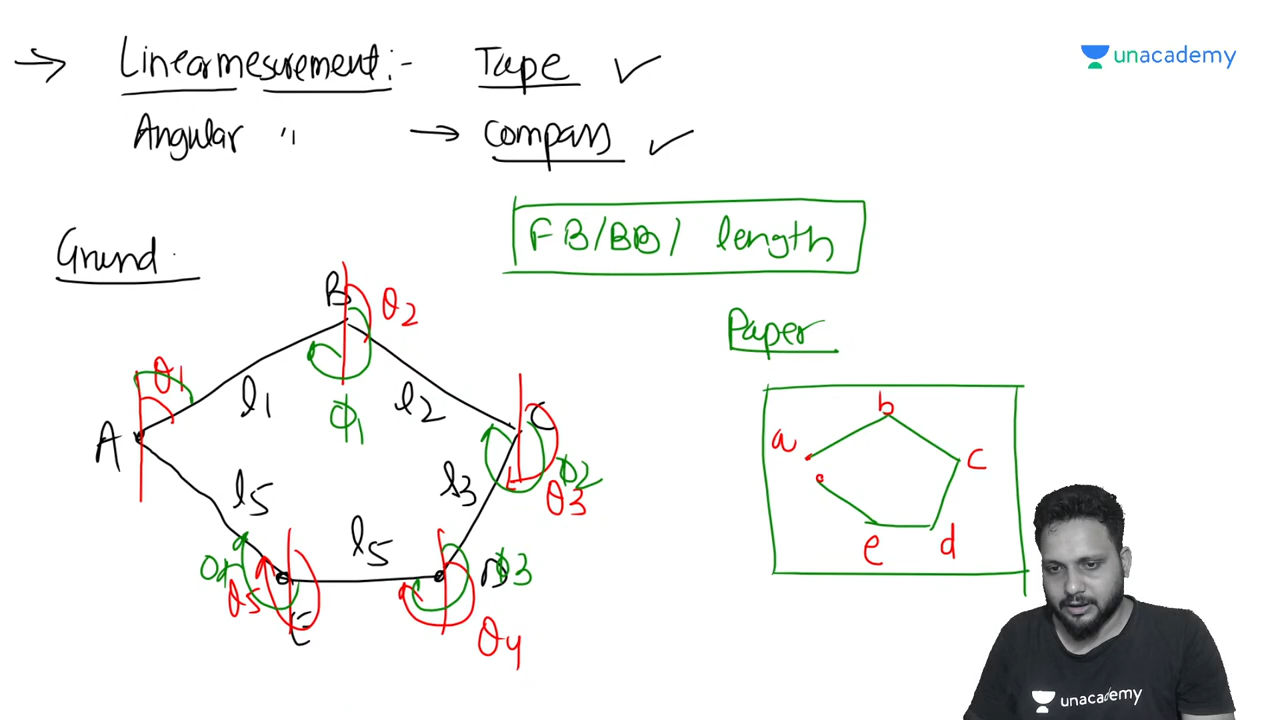 → Linearmesurement:- Tape ✓
unacademy
Angular " → Compass ✓
FB/BB/ length
Grund
B θ2
Paper
θ1
l1 l2
ϕ1
A
C
a b c
l5 l3 ϕ2
θ3
l5
e d
θ5 ϕ3
E
θ4
unacademy